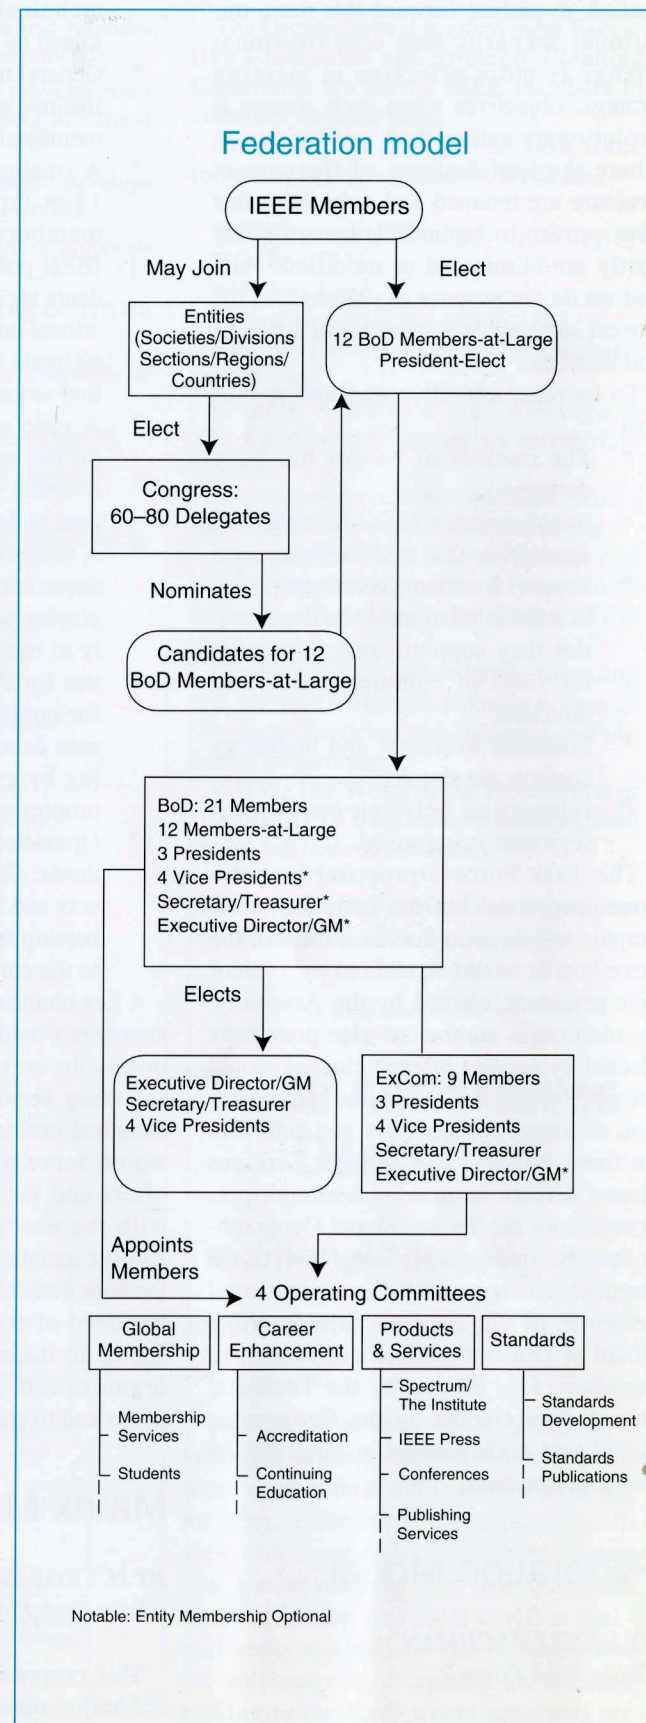 Federation model
IEEE Members
May Join
Elect
Entities
(Societies/Divisions
Sections/Regions/
Countries)
12 BoD Members-at-Large
President-Elect
Elect
Congress:
60–80 Delegates
Nominates
Candidates for 12
BoD Members-at-Large
BoD: 21 Members
12 Members-at-Large
3 Presidents
4 Vice Presidents*
Secretary/Treasurer*
Executive Director/GM*
Elects
Executive Director/GM
Secretary/Treasurer
4 Vice Presidents
ExCom: 9 Members
3 Presidents
4 Vice Presidents
Secretary/Treasurer
Executive Director/GM*
Appoints
Members
4 Operating Committees
Global
Membership
Career
Enhancement
Products
& Services
Standards
Membership
Services
Students
Accreditation
Continuing
Education
Spectrum/
The Institute
IEEE Press
Conferences
Publishing
Services
Standards
Development
Standards
Publications
Notable: Entity Membership Optional